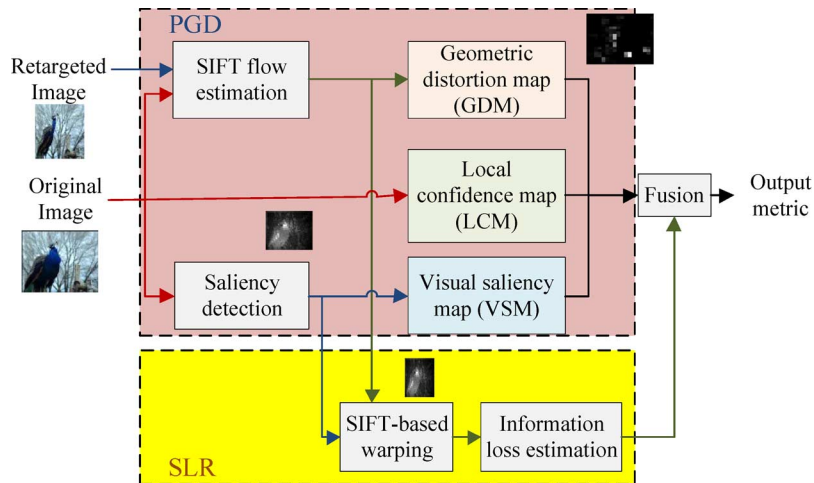 PGD
Retargeted
Image
SIFT flow
estimation
Geometric
distortion map
(GDM)
Original
Image
Local
confidence map
(LCM)
Fusion
Output
metric
Saliency
detection
Visual saliency
map (VSM)
SIFT-based
warping
Information
loss estimation
SLR